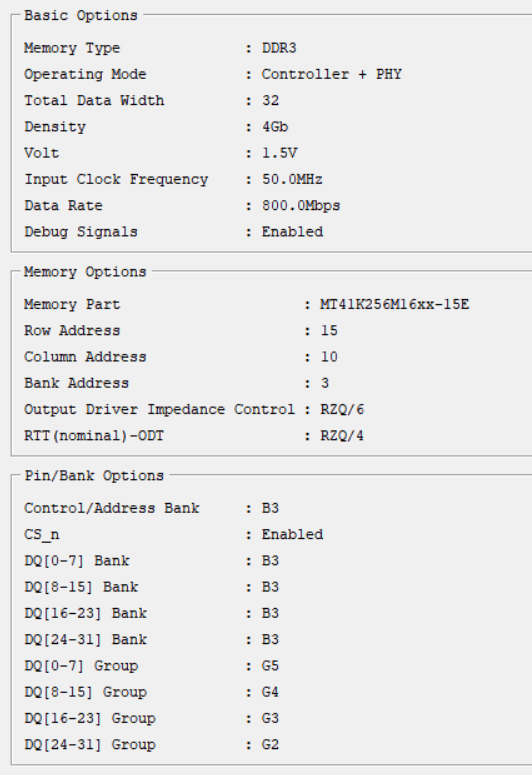 Basic Options
Memory Type : DDR3
Operating Mode : Controller + PHY
Total Data Width : 32
Density : 4Gb
Volt : 1.5V
Input Clock Frequency : 50.0MHz
Data Rate : 800.0Mbps
Debug Signals : Enabled
Memory Options
Memory Part : MT41K256M16xx-15E
Row Address : 15
Column Address : 10
Bank Address : 3
Output Driver Impedance Control : RZQ/6
RTT(nominal)-ODT : RZQ/4
Pin/Bank Options
Control/Address Bank : B3
CS_n : Enabled
DQ[0-7] Bank : B3
DQ[8-15] Bank : B3
DQ[16-23] Bank : B3
DQ[24-31] Bank : B3
DQ[0-7] Group : G5
DQ[8-15] Group : G4
DQ[16-23] Group : G3
DQ[24-31] Group : G2